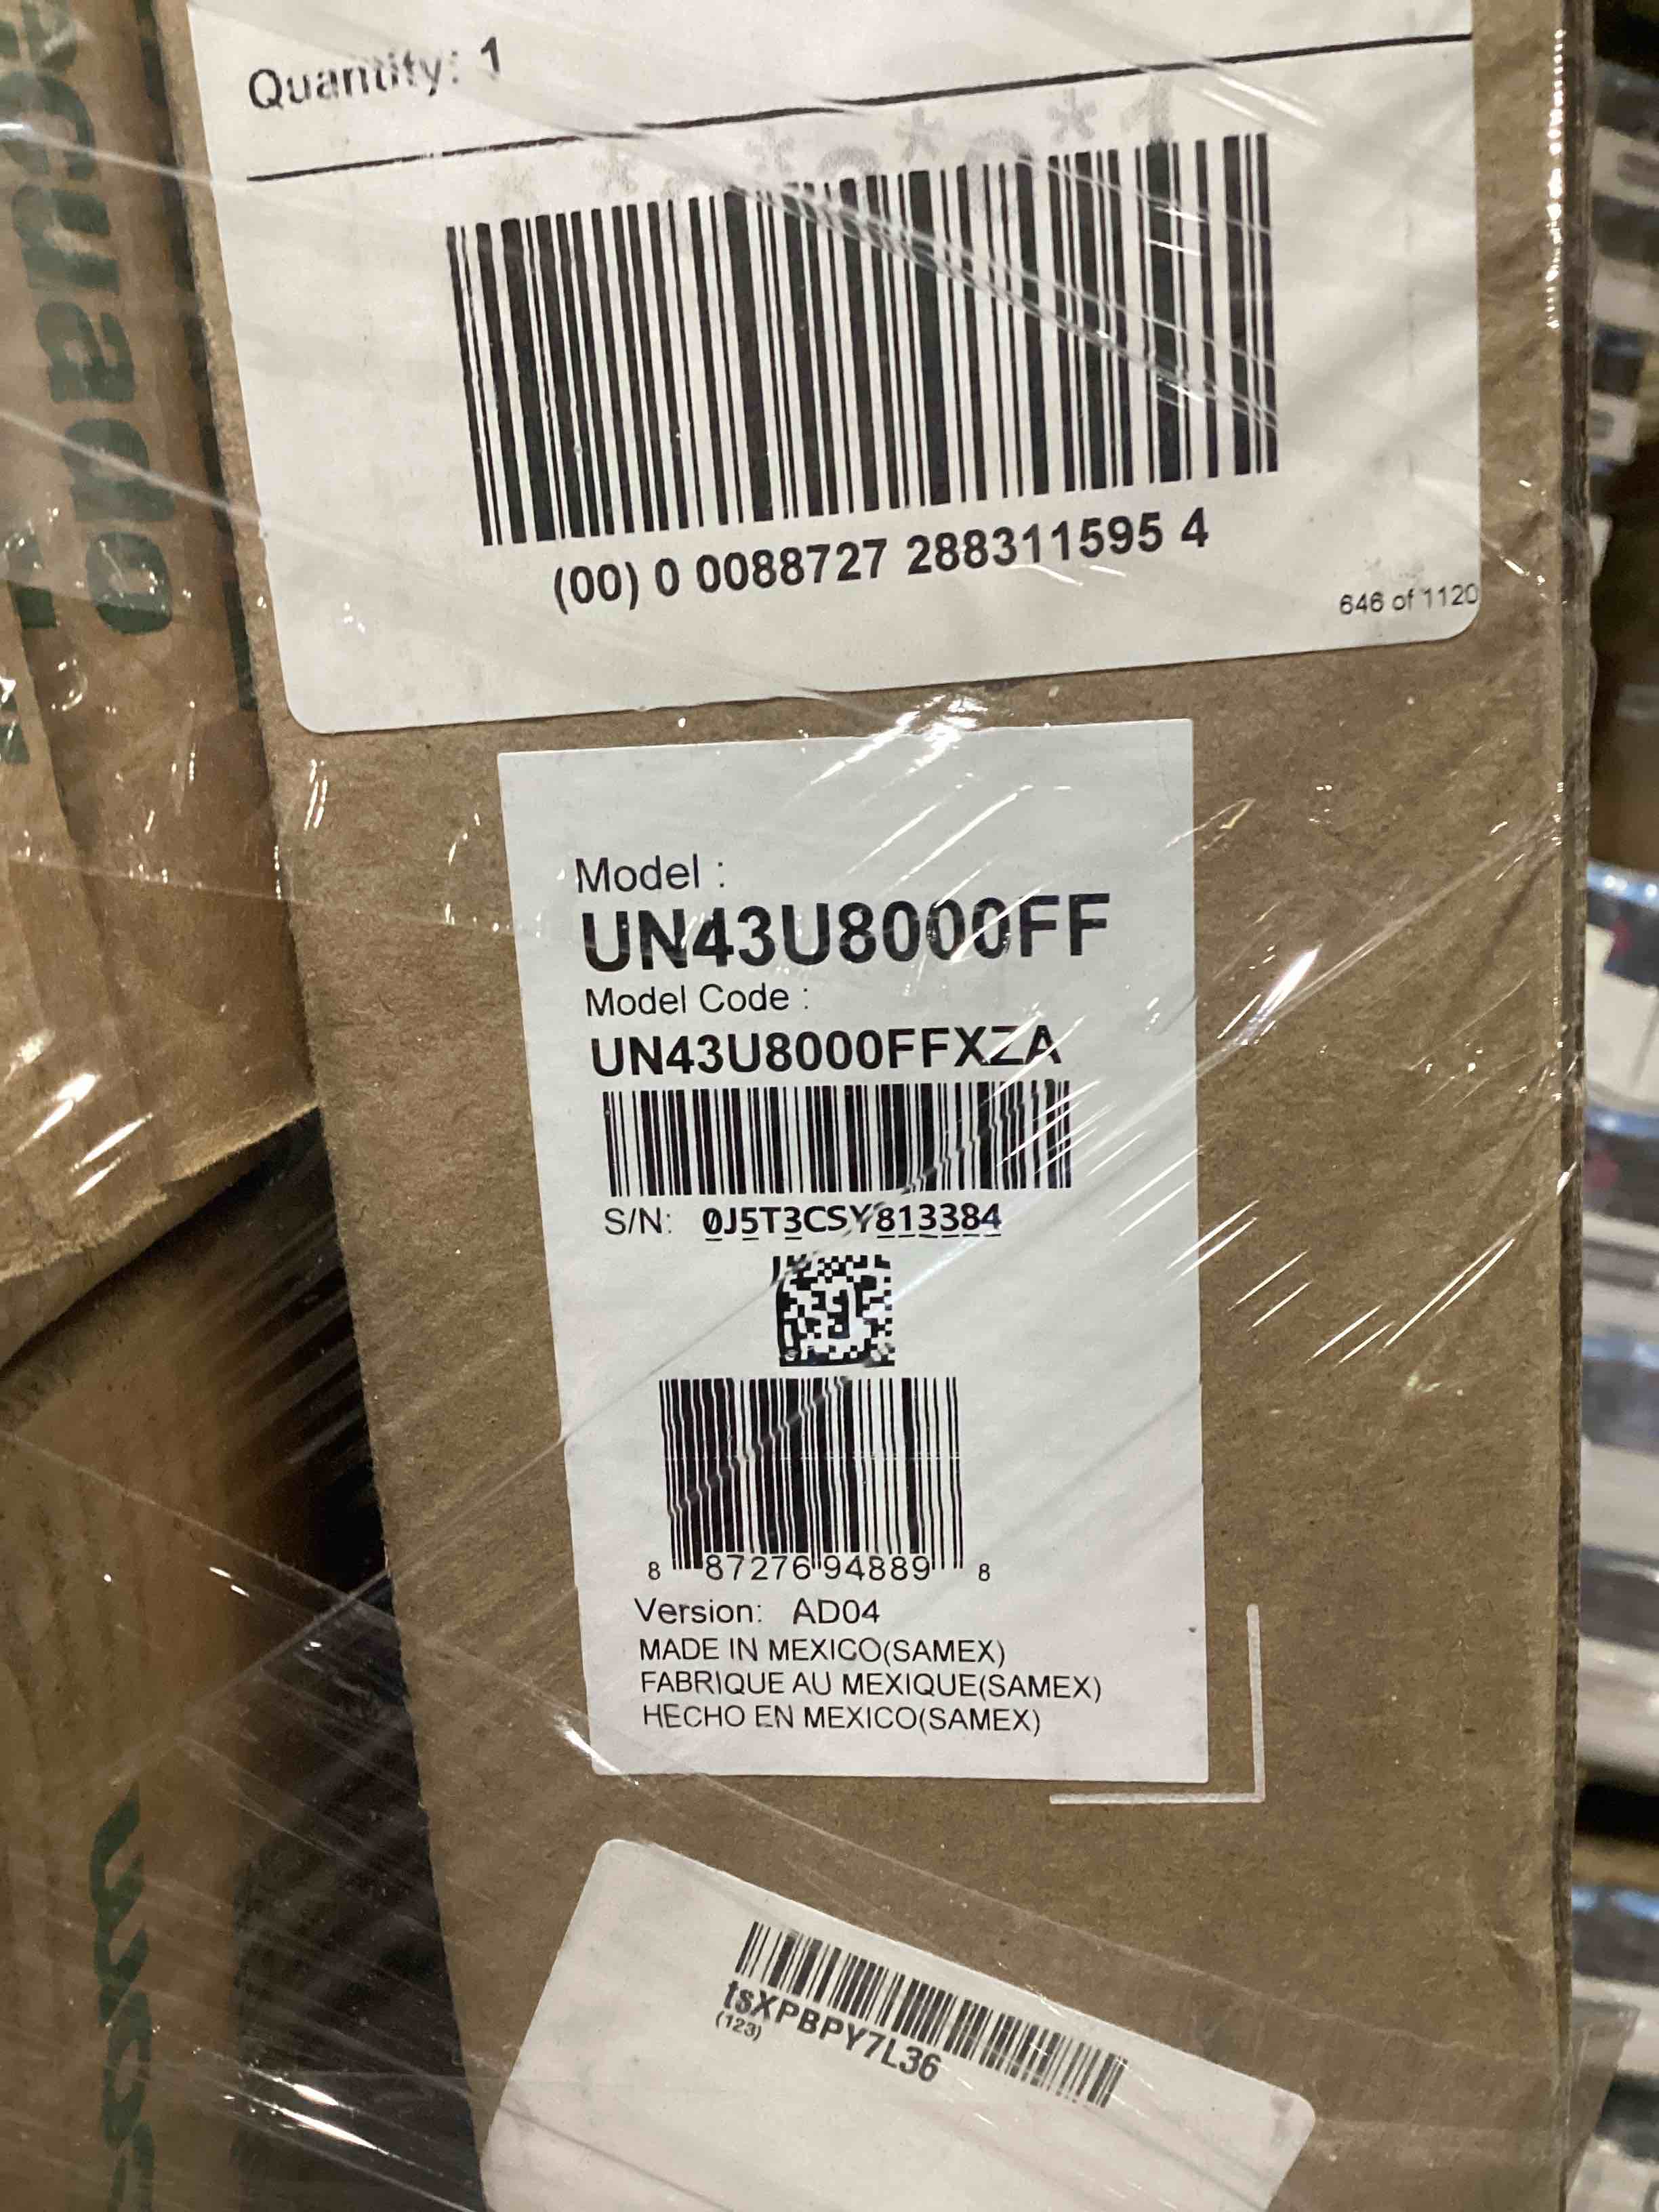 Quantity: 1
(00) 0 0088727 288311595 4
646 of 1120
Model :
UN43U8000FF
Model Code :
UN43U8000FFXZA
S/N: 0J5T3CSY813384
8 87276 94889 8
Version: AD04
MADE IN MEXICO(SAMEX)
FABRIQUE AU MEXIQUE(SAMEX)
HECHO EN MEXICO(SAMEX)
tsXPBPY7L36
(123)